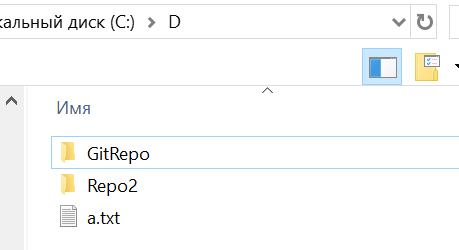 кальный диск (C:) > D
Имя
GitRepo
Repo2
a.txt